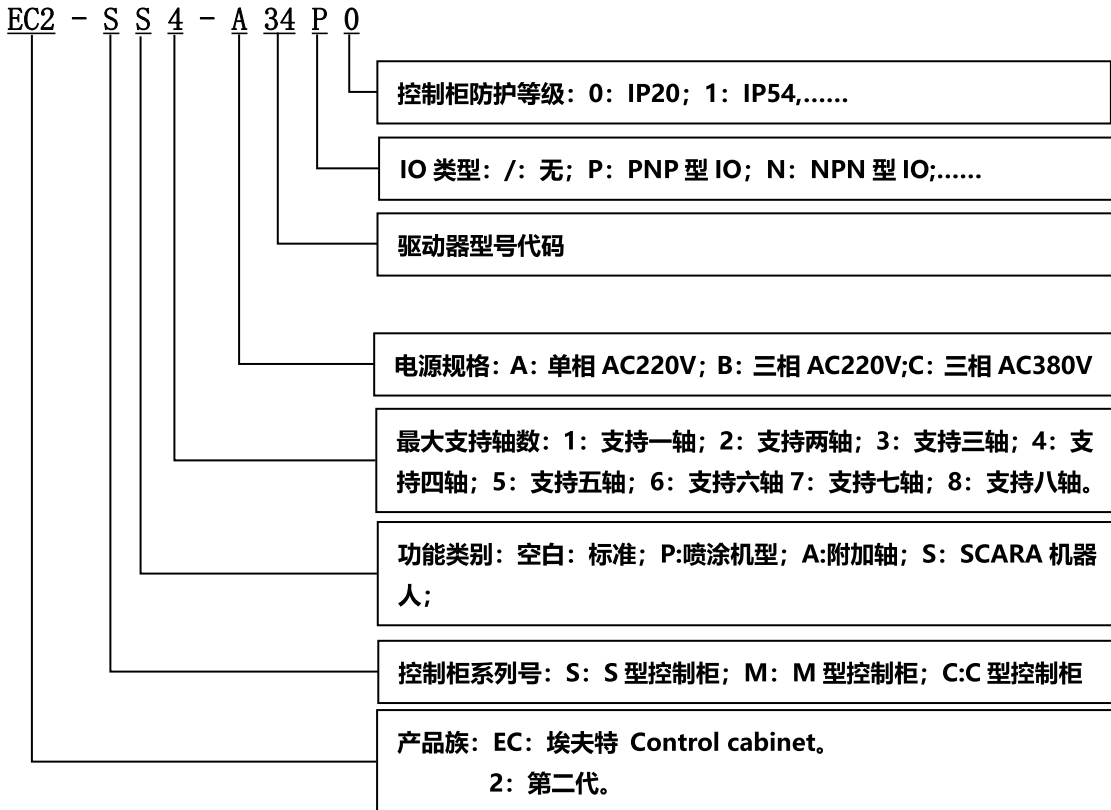 EC2 - S S 4 - A 34 P 0
控制柜防护等级：0：IP20；1：IP54,......
IO 类型：/：无；P：PNP 型 IO；N：NPN 型 IO;......
驱动器型号代码
电源规格：A：单相 AC220V；B：三相 AC220V;C：三相 AC380V
最大支持轴数：1：支持一轴；2：支持两轴；3：支持三轴；4：支
持四轴；5：支持五轴；6：支持六轴 7：支持七轴；8：支持八轴。
功能类别：空白：标准；P:喷涂机型；A:附加轴；S：SCARA 机器
人；
控制柜系列号：S：S 型控制柜；M：M 型控制柜；C:C 型控制柜
产品族：EC：埃夫特 Control cabinet。
2：第二代。